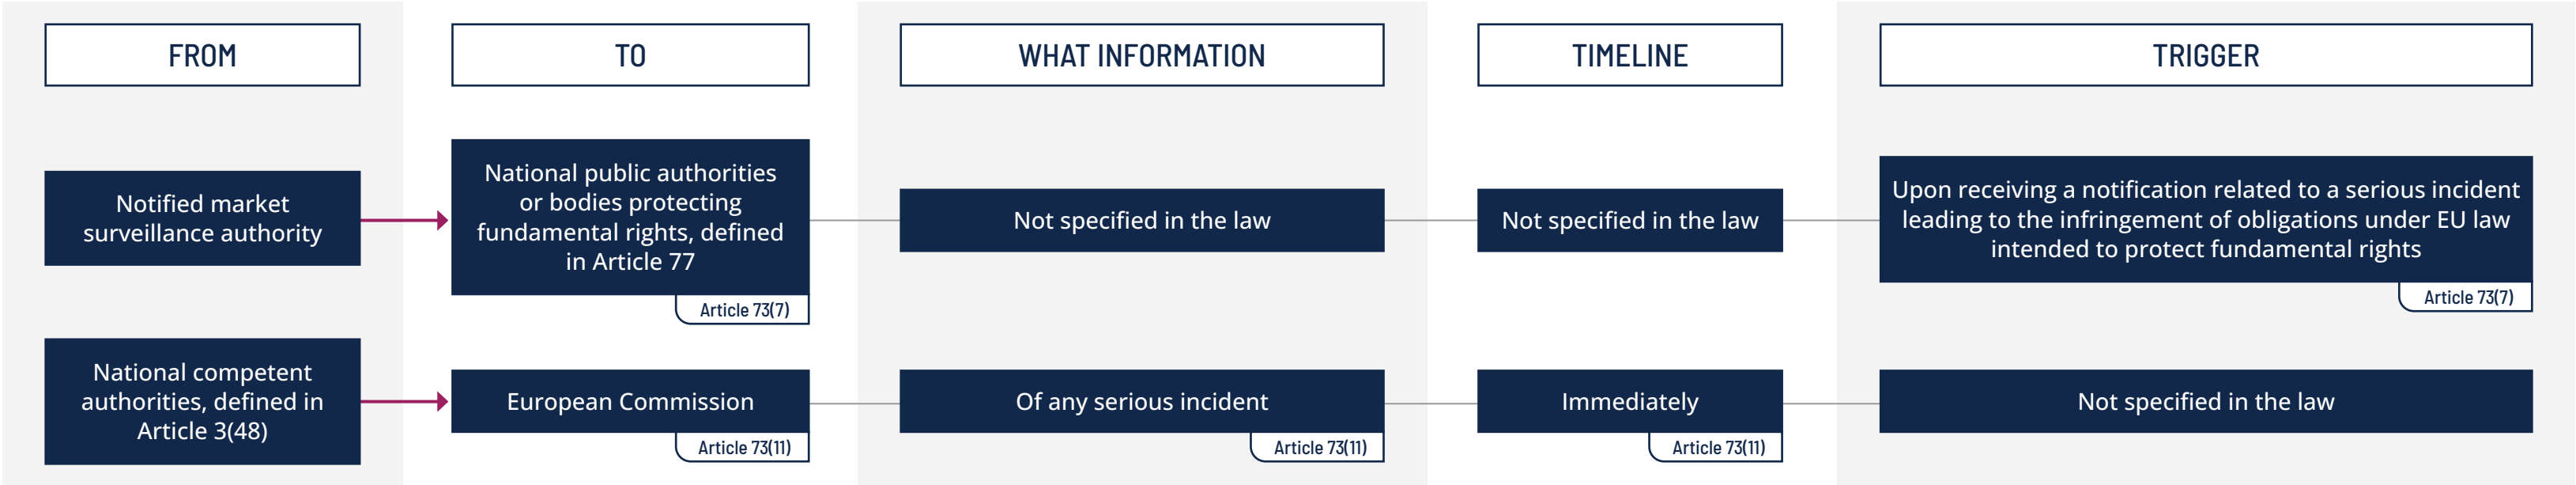 FROM
TO
WHAT INFORMATION
TIMELINE
TRIGGER
Notified market
surveillance authority
National public authorities
or bodies protecting
fundamental rights, defined
in Article 77
Article 73(7)
Not specified in the law
Not specified in the law
Upon receiving a notification related to a serious incident
leading to the infringement of obligations under EU law
intended to protect fundamental rights
Article 73(7)
National competent
authorities, defined in
Article 3(48)
European Commission
Article 73(11)
Of any serious incident
Article 73(11)
Immediately
Article 73(11)
Not specified in the law